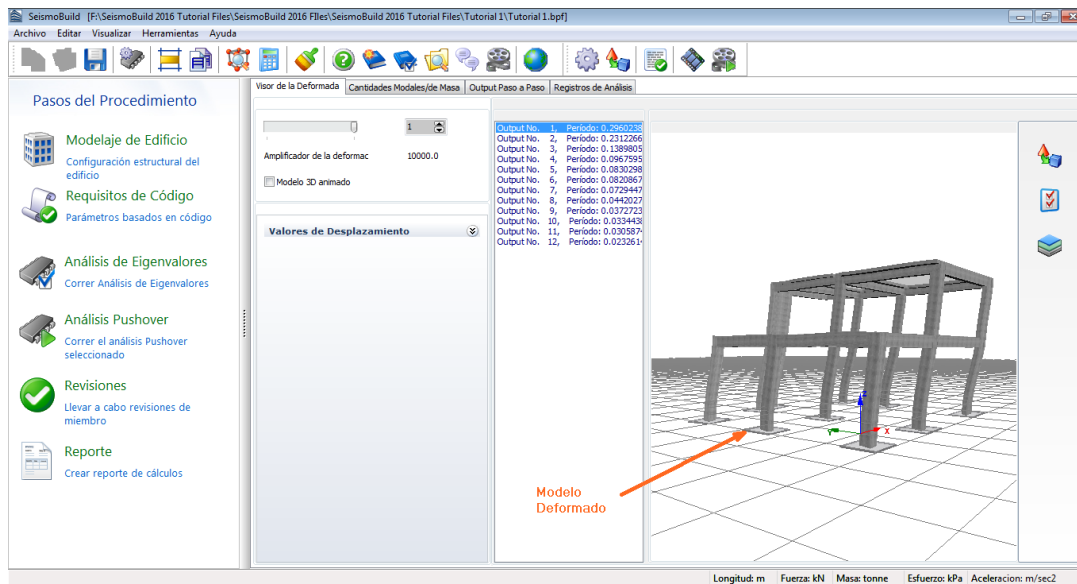 SeismoBuild [F:\SeismoBuild 2016 Tutorial Files\SeismoBuild 2016 FIles\SeismoBuild 2016 Tutorial Files\Tutorial 1\Tutorial 1.bpf]
Archivo Editar Visualizar Herramientas Ayuda
Pasos del Procedimiento
Modelaje de Edificio
Configuración estructural del
edificio
Requisitos de Código
Parámetros basados en código
Análisis de Eigenvalores
Correr Análisis de Eigenvalores
Análisis Pushover
Correr el análisis Pushover
seleccionado
Revisiones
Llevar a cabo revisiones de
miembro
Reporte
Crear reporte de cálculos
Visor de la Deformada Cantidades Modales/de Masa Output Paso a Paso Registros de Análisis
1
Amplificador de la deformac 10000.0
Modelo 3D animado
Valores de Desplazamiento
Output No. 1, Período: 0.2960238
Output No. 2, Período: 0.2312266
Output No. 3, Período: 0.1389805
Output No. 4, Período: 0.0967595
Output No. 5, Período: 0.0830298
Output No. 6, Período: 0.0820867
Output No. 7, Período: 0.0729447
Output No. 8, Período: 0.0442027
Output No. 9, Período: 0.0372723
Output No. 10, Período: 0.033443
Output No. 11, Período: 0.030587
Output No. 12, Período: 0.023261
Z
Y
X
Modelo
Deformado
Longitud: m Fuerza: kN Masa: tonne Esfuerzo: kPa Aceleracion: m/sec2